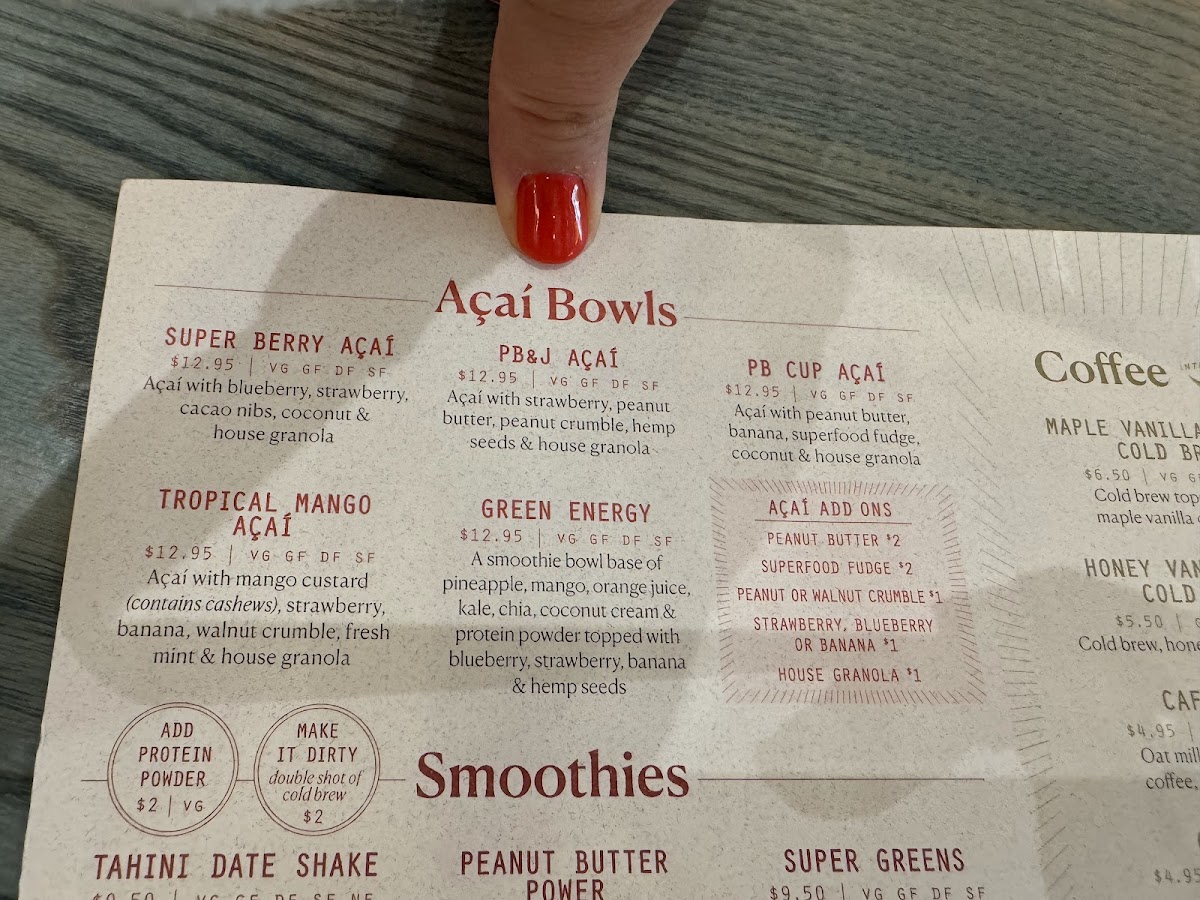 Açaí Bowls
SUPER BERRY AÇAÍ
$12.95 | VG GF DF SF
Açaí with blueberry, strawberry,
cacao nibs, coconut &
house granola
PB&J AÇAÍ
$12.95 | VG GF DF SF
Açaí with strawberry, peanut
butter, peanut crumble, hemp
seeds & house granola
PB CUP AÇAÍ
$12.95 | VG GF DF SF
Açaí with peanut butter,
banana, superfood fudge,
coconut & house granola
TROPICAL MANGO
AÇAÍ
$12.95 | VG GF DF SF
Açaí with mango custard
(contains cashews), strawberry,
banana, walnut crumble, fresh
mint & house granola
GREEN ENERGY
$12.95 | VG GF DF SF
A smoothie bowl base of
pineapple, mango, orange juice,
kale, chia, coconut cream &
protein powder topped with
blueberry, strawberry, banana
& hemp seeds
AÇAÍ ADD ONS
PEANUT BUTTER $2
SUPERFOOD FUDGE $2
PEANUT OR WALNUT CRUMBLE $1
STRAWBERRY, BLUEBERRY
OR BANANA $1
HOUSE GRANOLA $1
ADD
PROTEIN
POWDER
$2 | VG
MAKE
IT DIRTY
double shot of
cold brew
$2
Smoothies
TAHINI DATE SHAKE
PEANUT BUTTER
POWER
SUPER GREENS
$9.50 | VG GF DF SF
Coffee
MAPLE VANILLA
COLD BR
$6.50 | VG G
Cold brew top
maple vanilla
HONEY VAN
COLD
$5.50 |
Cold brew, hone
CAF
$4.95 |
Oat mil
coffee,
$4.95